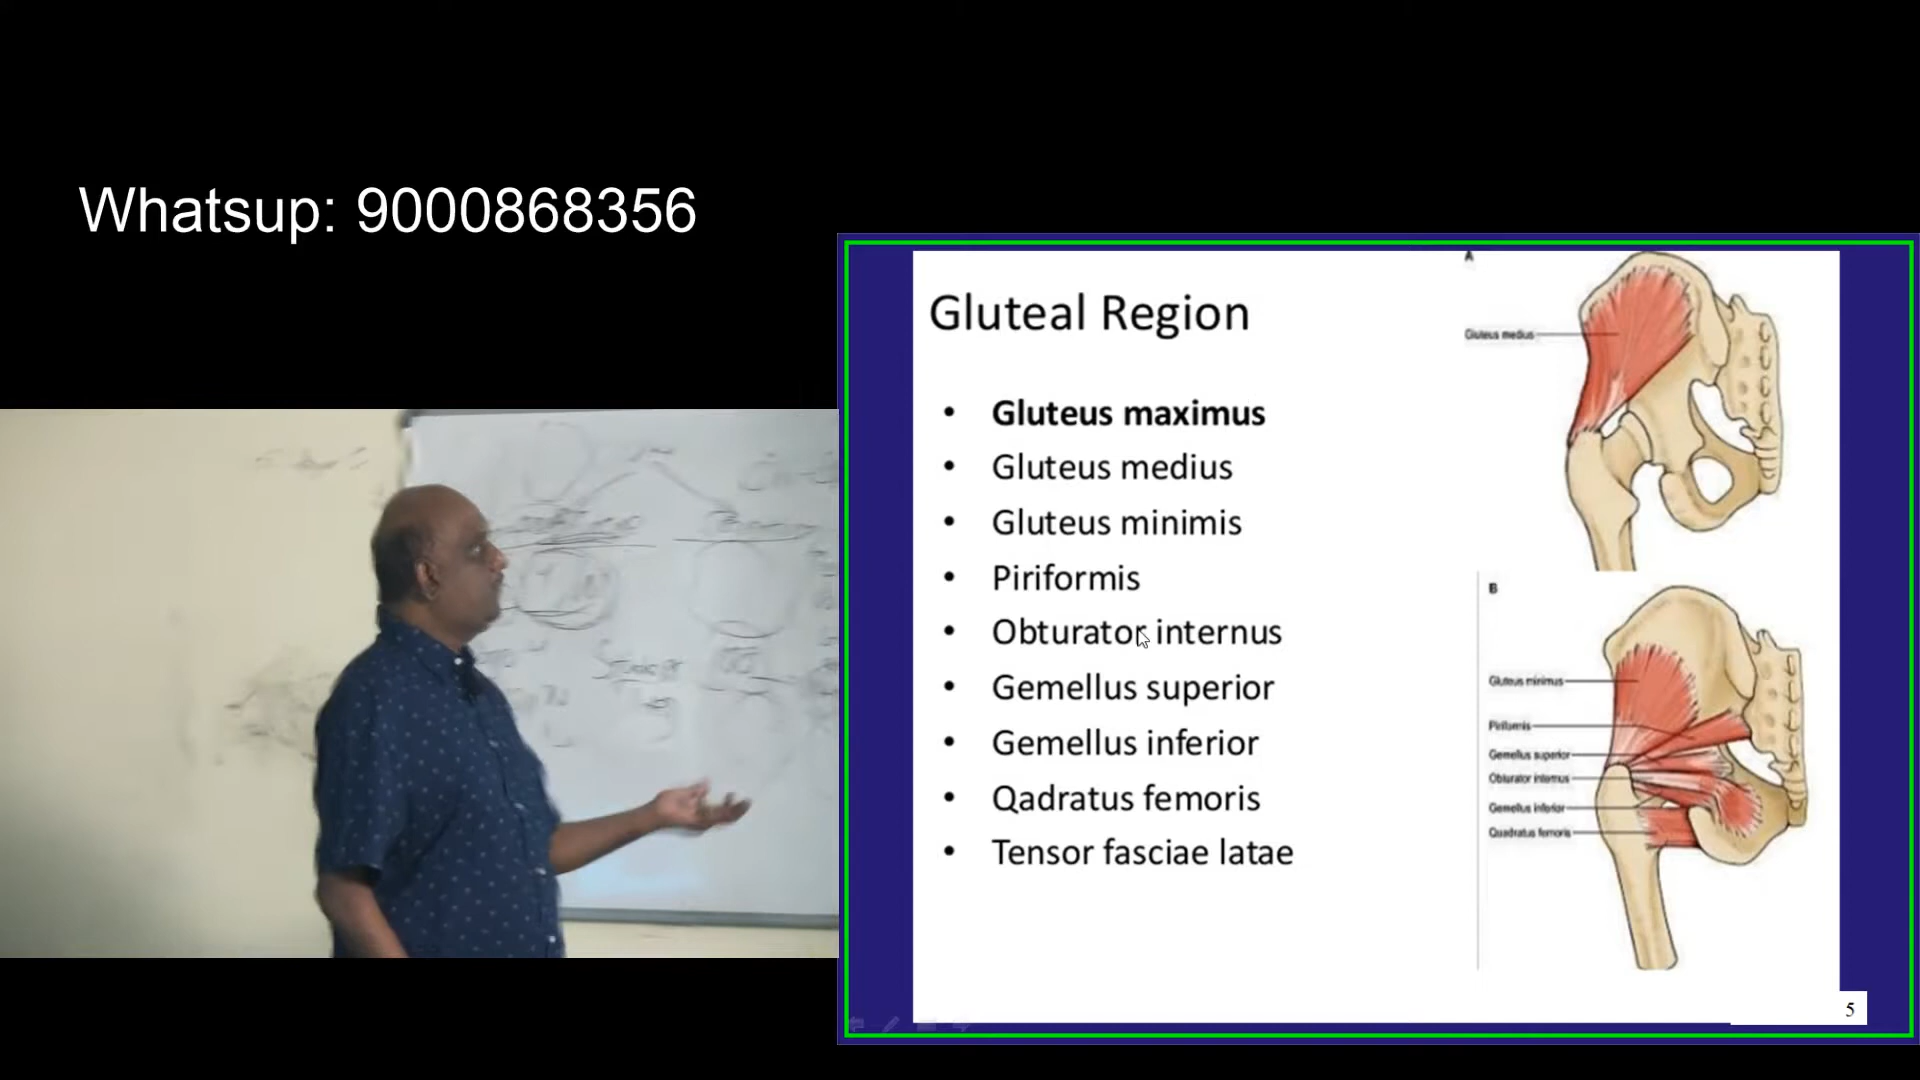 Whatsup: 9000868356
Gluteal Region
• Gluteus maximus
• Gluteus medius
• Gluteus minimis
• Piriformis
• Obturator internus
• Gemellus superior
• Gemellus inferior
• Qadratus femoris
• Tensor fasciae latae
A
Gluteus medius
B
Gluteus minimus
Piriformis
Gemellus superior
Obturator internus
Gemellus inferior
Quadratus femoris
5